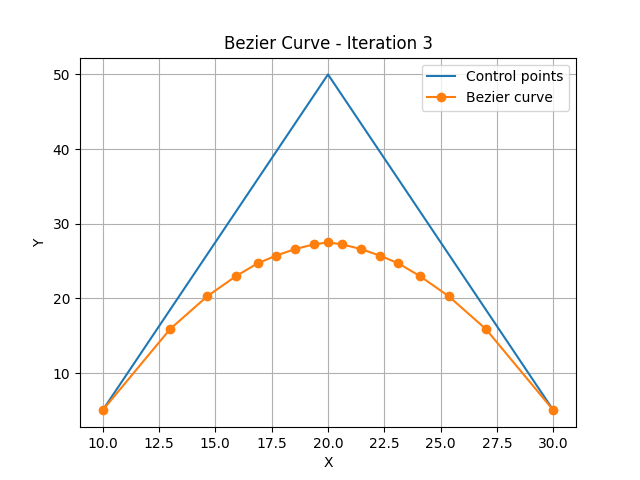 Bezier Curve - Iteration 3
Control points
Bezier curve
50
40
30
20
10
Y
10.0 12.5 15.0 17.5 20.0 22.5 25.0 27.5 30.0
X